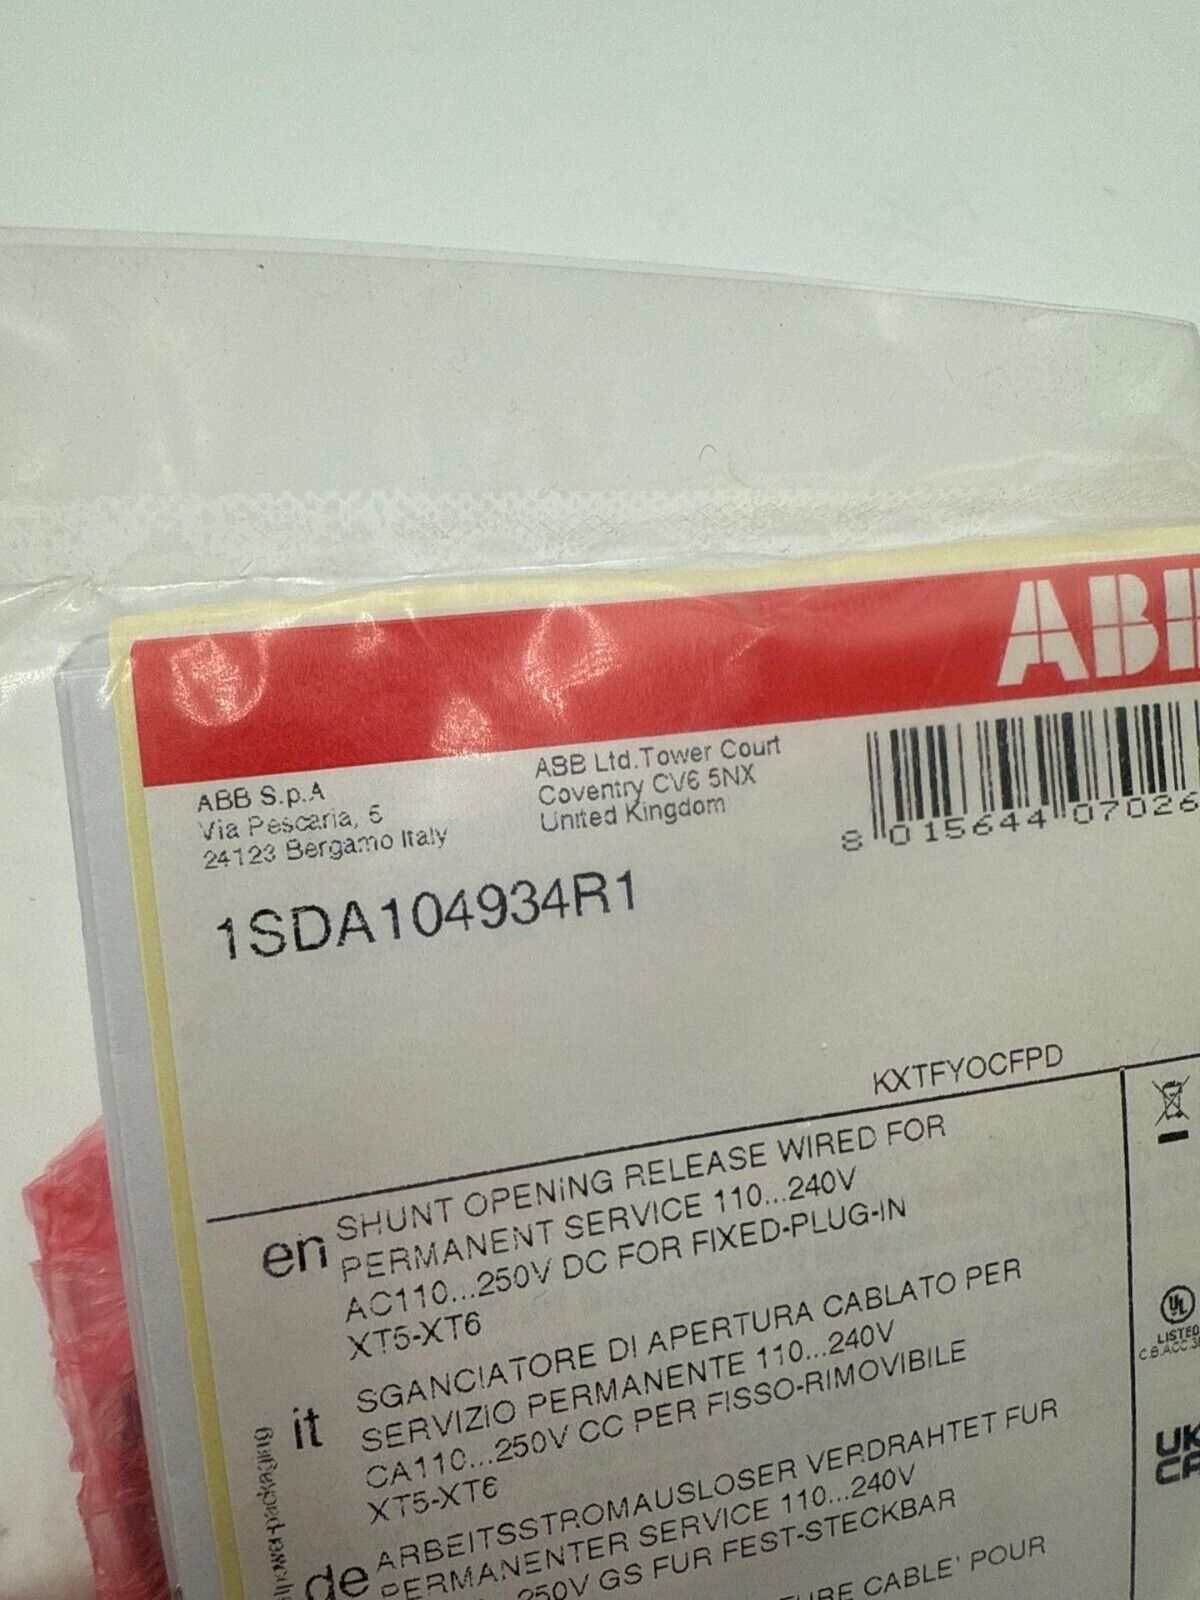 ABB
ABB S.p.A
Via Pescaria, 5
24123 Bergamo Italy
ABB Ltd.Tower Court
Coventry CV6 5NX
United Kingdom
8 015644 07026
1SDA104934R1
KXTFYOCFPD
en
SHUNT OPENING RELEASE WIRED FOR
PERMANENT SERVICE 110...240V
AC110...250V DC FOR FIXED-PLUG-IN
XT5-XT6
it
SGANCIATORE DI APERTURA CABLATO PER
SERVIZIO PERMANENTE 110...240V
CA110...250V CC PER FISSO-RIMOVIBILE
XT5-XT6
de
ARBEITSSTROMAUSLOSER VERDRAHTET FUR
PERMANENTER SERVICE 110...240V
250V GS FUR FEST-STECKBAR
CABLE' POUR
UL
LISTED
UK
CA